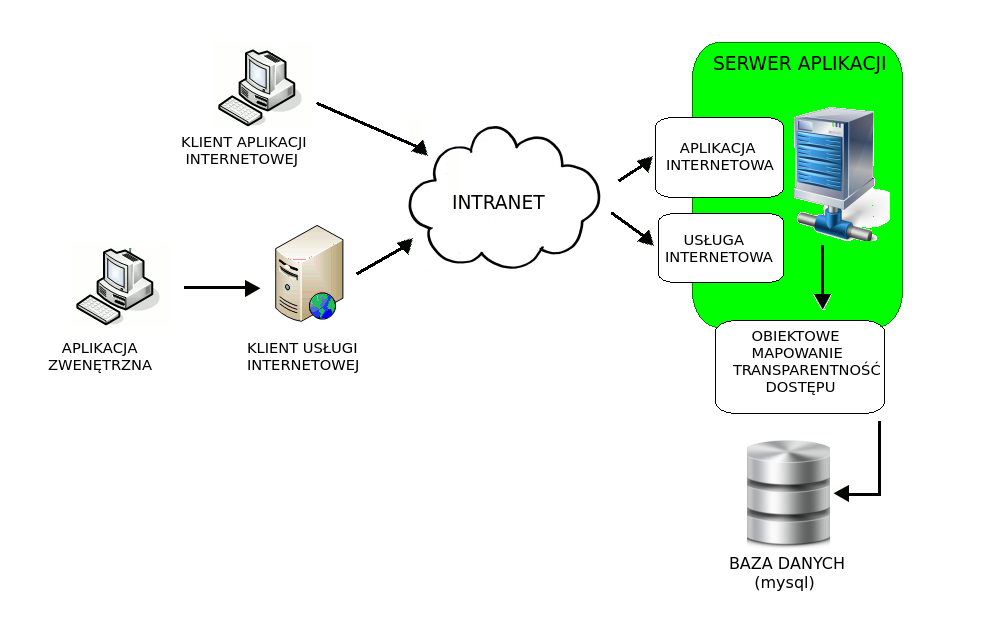 SERWER APLIKACJI
KLIENT APLIKACJI
INTERNETOWEJ
APLIKACJA
INTERNETOWA
INTRANET
USŁUGA
INTERNETOWA
APLIKACJA
ZWENĘTRZNA
KLIENT USŁUGI
INTERNETOWEJ
OBIEKTOWE
MAPOWANIE
TRANSPARENTNOŚĆ
DOSTĘPU
BAZA DANYCH
(mysql)